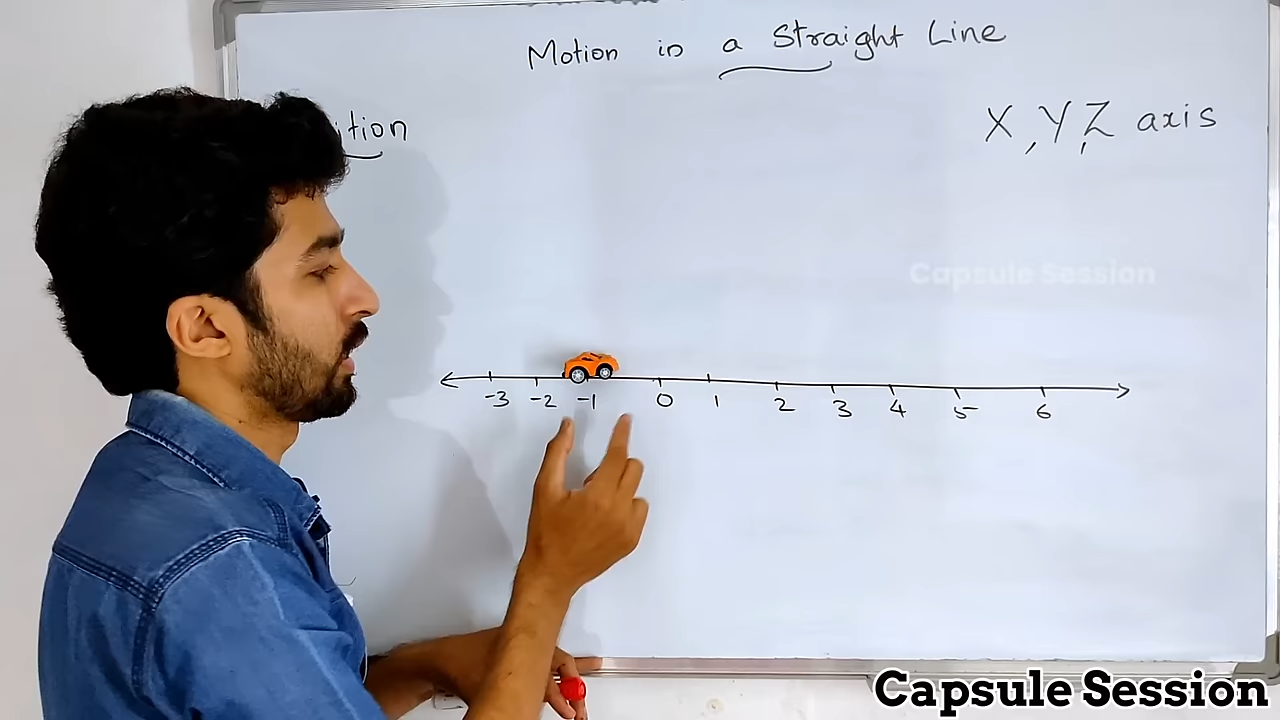 Motion in a Straight Line
X, Y, Z axis
Capsule Session
-3 -2 -1 0 1 2 3 4 5 6
Capsule Session